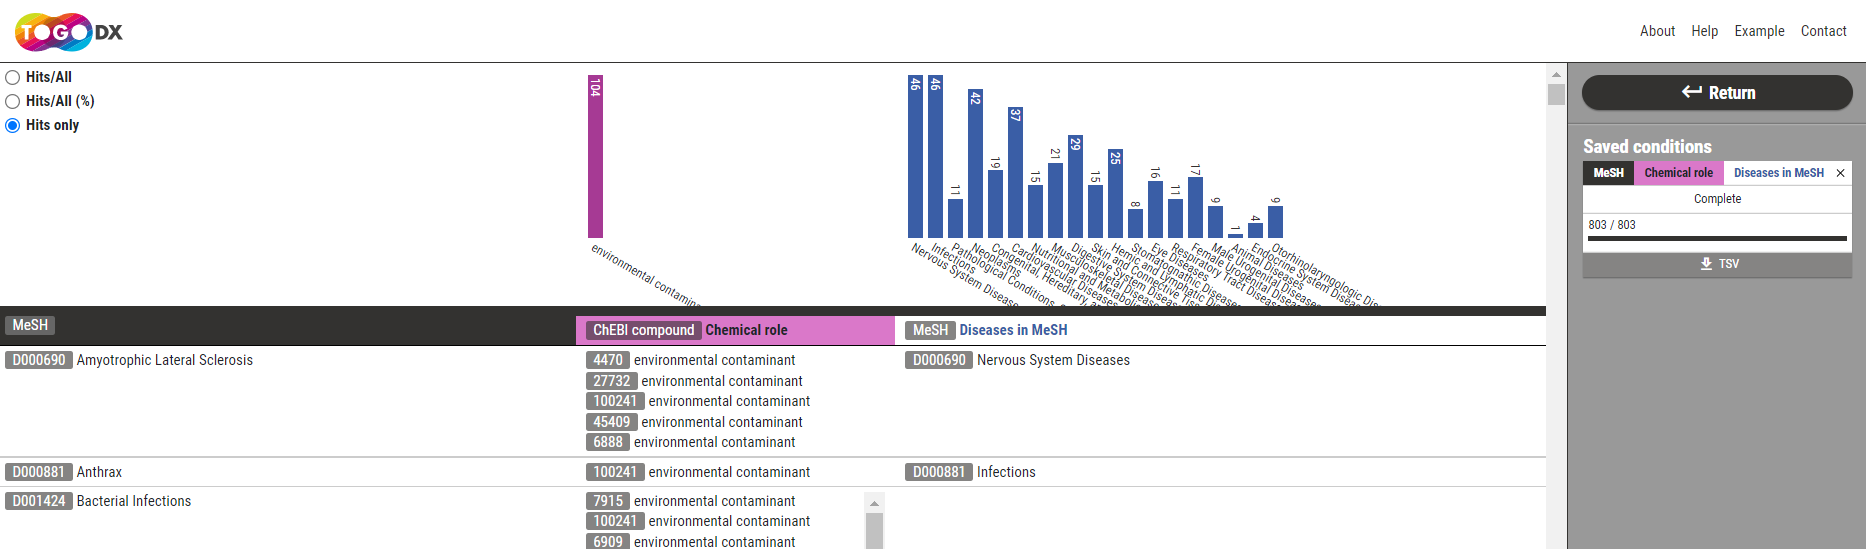 TOGO DX
About Help Example Contact
Hits/All
Hits/All (%)
Hits only
104
46 46 11 42 19 37 15 21 29 15 25 8 16 11 17 9 1 4 9
environmental contamin
Nervous System Disea
Infections
Pathological Conditions,
Neoplasms
Congenital, Hereditary,
Cardiovascular Diseases
Nutritional and Metaboli
Musculoskeletal Disea
Digestive System Disea
Skin and Connective Tiss
Hemic and Lymphatic Di
Stomatognathic Diseases
Eye Diseases
Respiratory Tract Diseas
Female Urogenital Disea
Male Urogenital Diseases
Animal Diseases
Endocrine System Disea
Otorhinolaryngologic Dis
Return
Saved conditions
MeSH Chemical role Diseases in MeSH ×
Complete
803 / 803
TSV
MeSH ChEBI compound Chemical role MeSH Diseases in MeSH
D000690 Amyotrophic Lateral Sclerosis 4470 environmental contaminant D000690 Nervous System Diseases
27732 environmental contaminant
100241 environmental contaminant
45409 environmental contaminant
6888 environmental contaminant
D000881 Anthrax 100241 environmental contaminant D000881 Infections
D001424 Bacterial Infections 7915 environmental contaminant
100241 environmental contaminant
6909 environmental contaminant